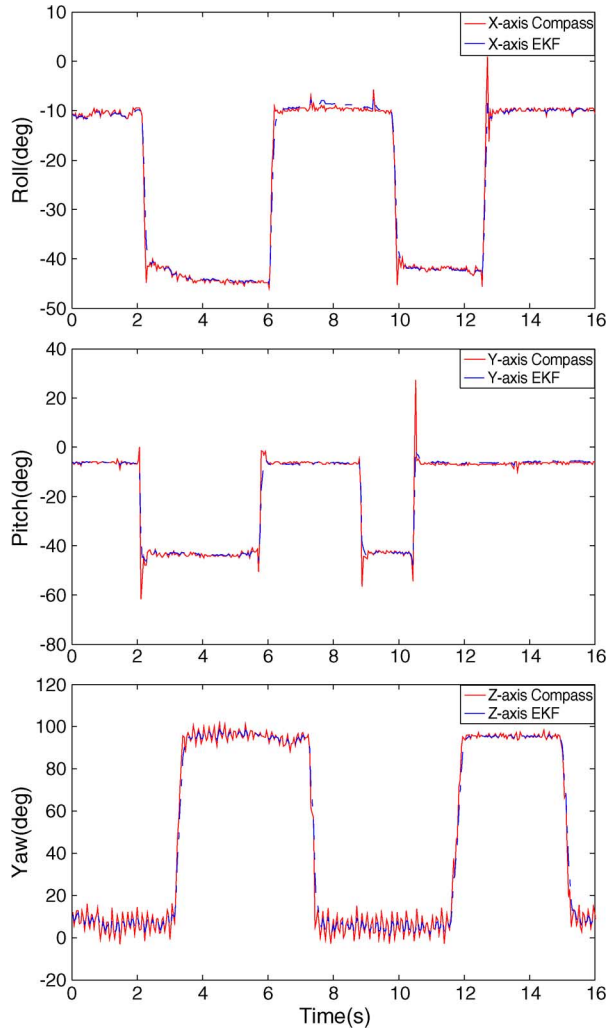 X-axis Compass
X-axis EKF
10
0
-10
-20
-30
-40
-50
Roll(deg)
0 2 4 6 8 10 12 14 16
Y-axis Compass
Y-axis EKF
40
20
0
-20
-40
-60
-80
Pitch(deg)
0 2 4 6 8 10 12 14 16
Z-axis Compass
Z-axis EKF
120
100
80
60
40
20
0
-20
Yaw(deg)
0 2 4 6 8 10 12 14 16
Time(s)